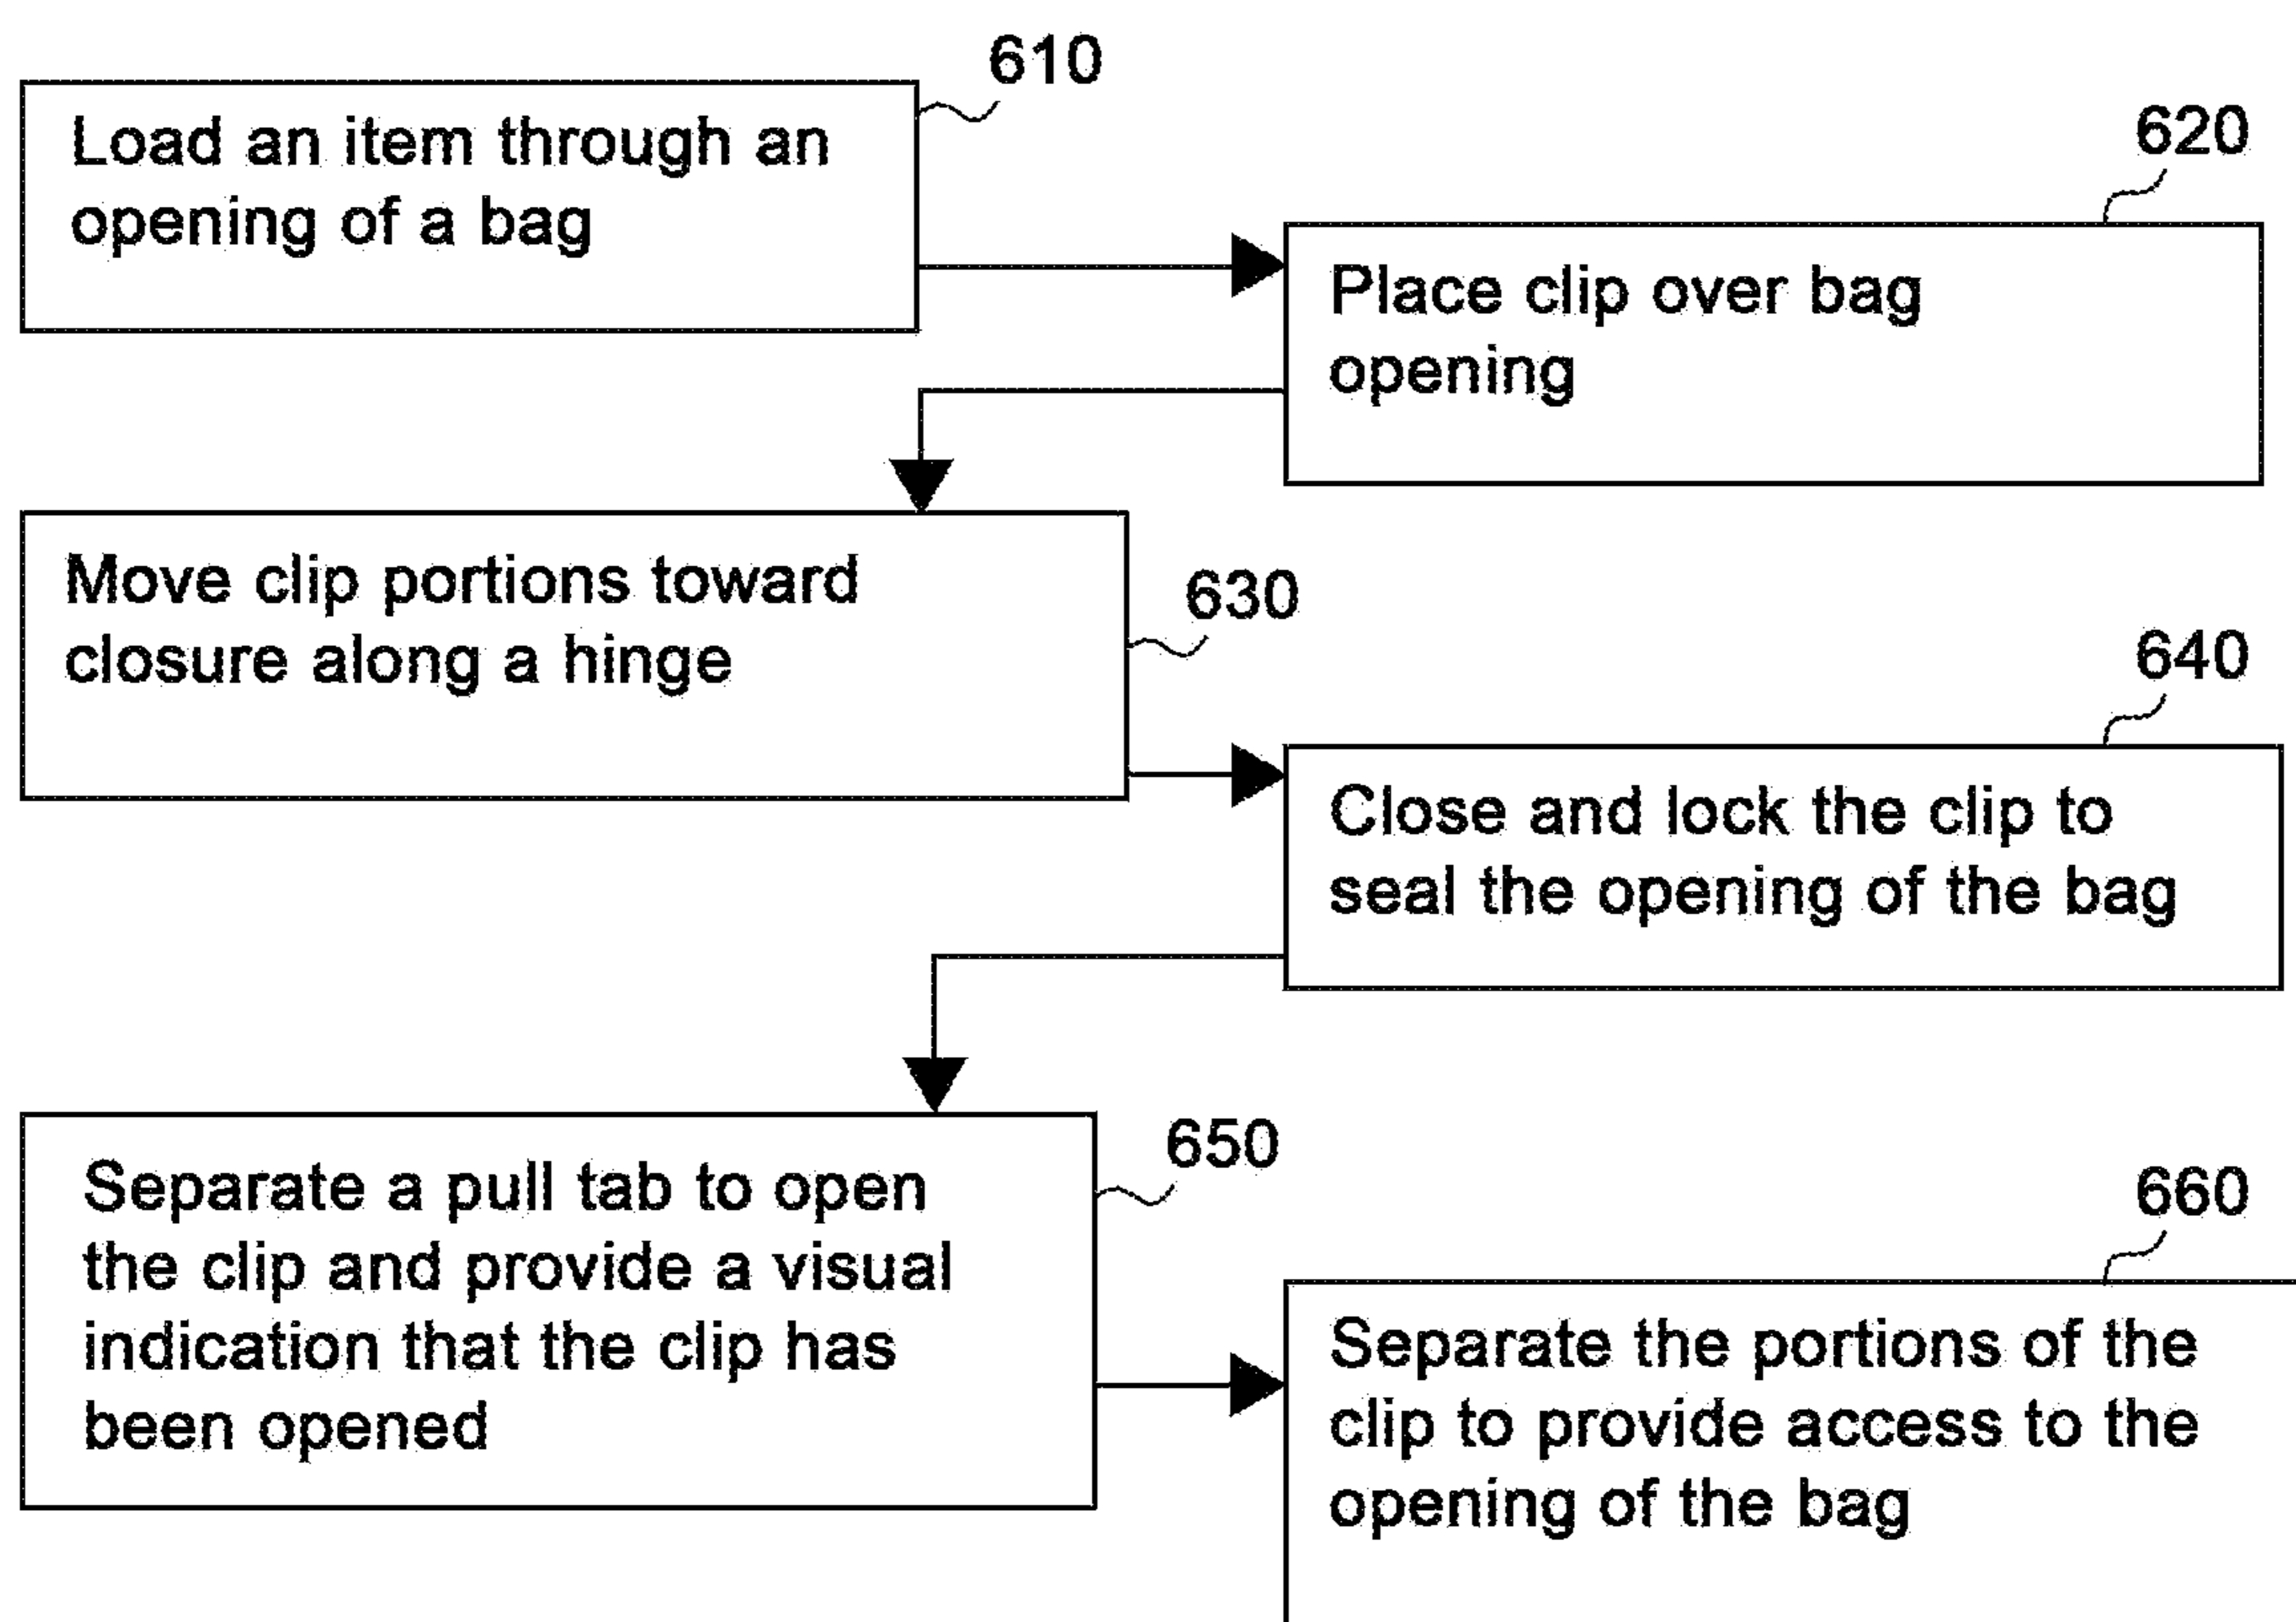 610
Load an item through an
opening of a bag
620
Place clip over bag
opening
Move clip portions toward
closure along a hinge
630
640
Close and lock the clip to
seal the opening of the bag
650
Separate a pull tab to open
the clip and provide a visual
indication that the clip has
been opened
660
Separate the portions of the
clip to provide access to the
opening of the bag